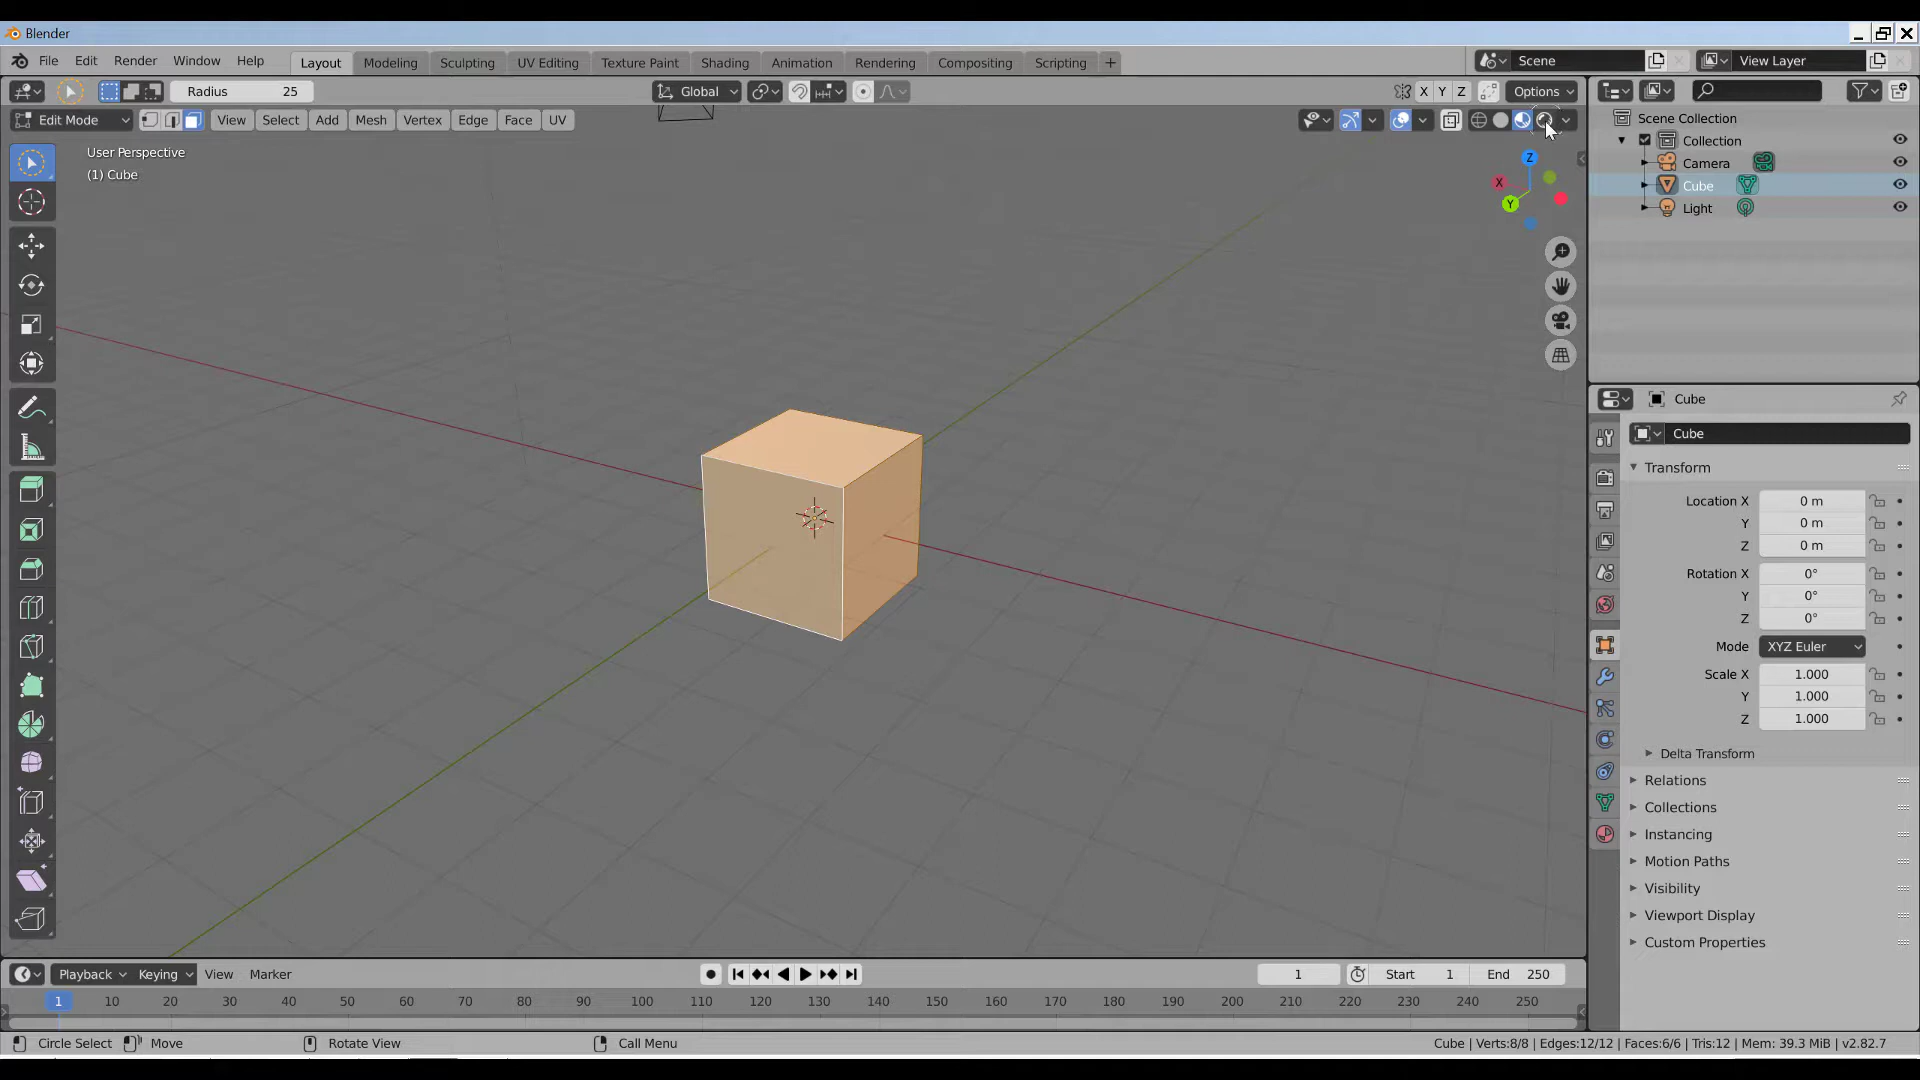 Blender
File Edit Render Window Help Layout Modeling Sculpting UV Editing Texture Paint Shading Animation Rendering Compositing Scripting + Scene View Layer
Radius 25 Global X Y Z Options
Edit Mode View Select Add Mesh Vertex Edge Face UV
User Perspective
(1) Cube
Z
X
Y
Scene Collection
Collection
Camera
Cube
Light
Cube
Cube
Transform
Location X 0 m
Y 0 m
Z 0 m
Rotation X 0°
Y 0°
Z 0°
Mode XYZ Euler
Scale X 1.000
Y 1.000
Z 1.000
Delta Transform
Relations
Collections
Instancing
Motion Paths
Visibility
Viewport Display
Custom Properties
Playback Keying View Marker 1 Start 1 End 250
1 10 20 30 40 50 60 70 80 90 100 110 120 130 140 150 160 170 180 190 200 210 220 230 240 250
Circle Select Move Rotate View Call Menu Cube | Verts:8/8 | Edges:12/12 | Faces:6/6 | Tris:12 | Mem: 39.3 MiB | v2.82.7